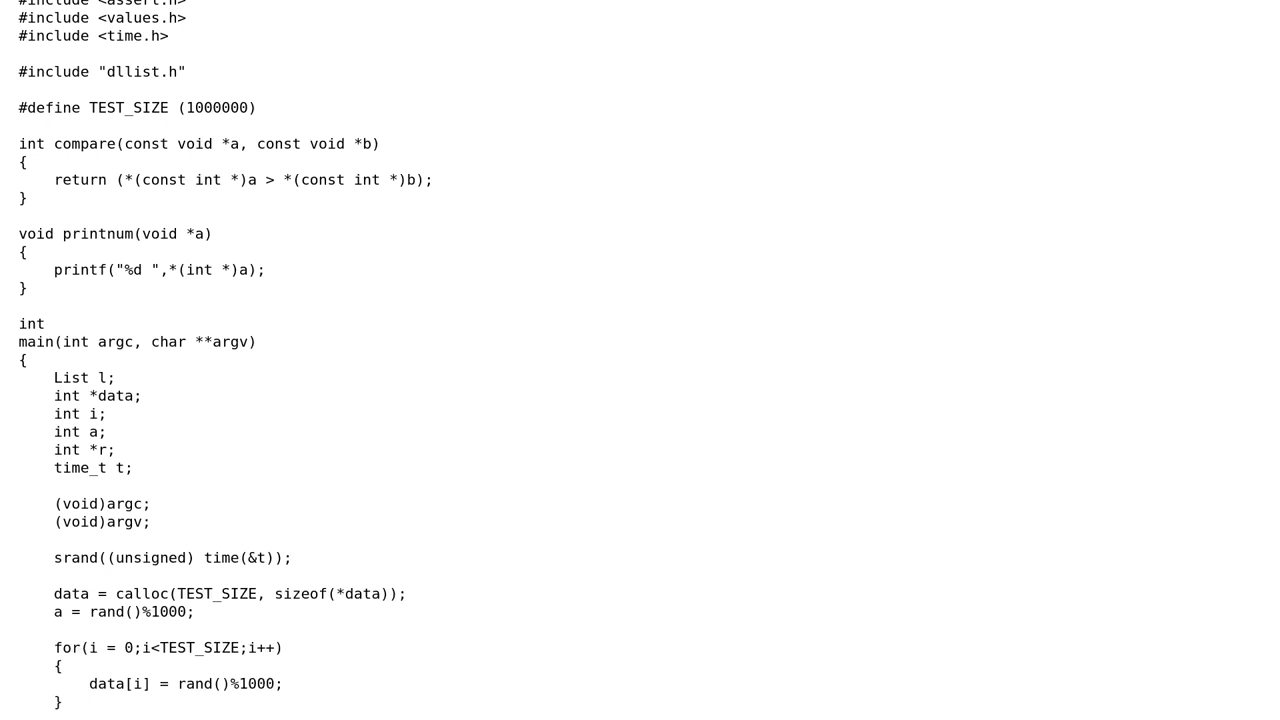 #include <assert.h>
#include <values.h>
#include <time.h>

#include "dllist.h"

#define TEST_SIZE (1000000)

int compare(const void *a, const void *b)
{
    return (*(const int *)a > *(const int *)b);
}

void printnum(void *a)
{
    printf("%d ",*(int *)a);
}

int
main(int argc, char **argv)
{
    List l;
    int *data;
    int i;
    int a;
    int *r;
    time_t t;

    (void)argc;
    (void)argv;

    srand((unsigned) time(&t));

    data = calloc(TEST_SIZE, sizeof(*data));
    a = rand()%1000;

    for(i = 0;i<TEST_SIZE;i++)
    {
        data[i] = rand()%1000;
    }